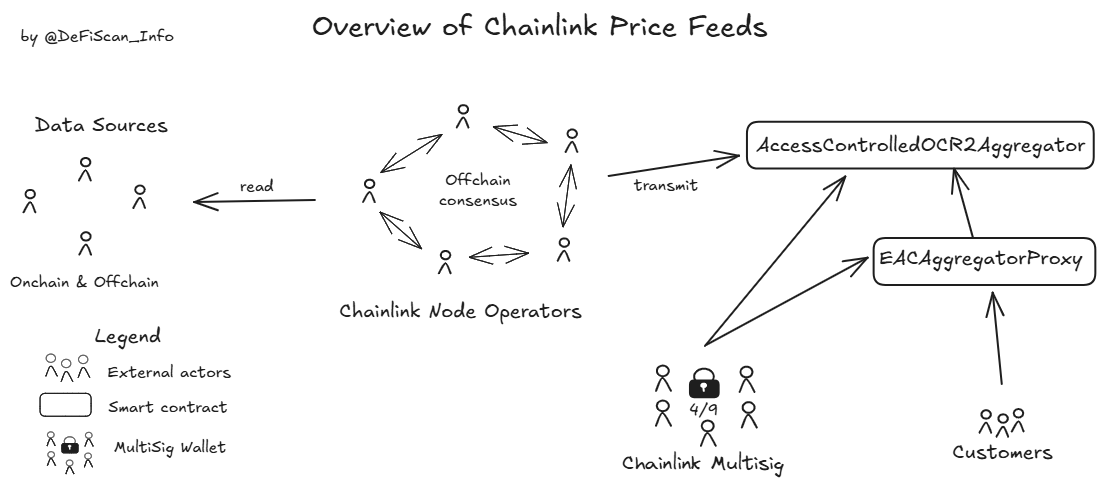 Overview of Chainlink Price Feeds
by @DeFiScan_Info
Data Sources
read
Offchain
consensus
transmit
AccessControlledOCR2Aggregator
EACAggregatorProxy
Onchain & Offchain
Chainlink Node Operators
Legend
External actors
Smart contract
MultiSig Wallet
4/9
Chainlink Multisig
Customers